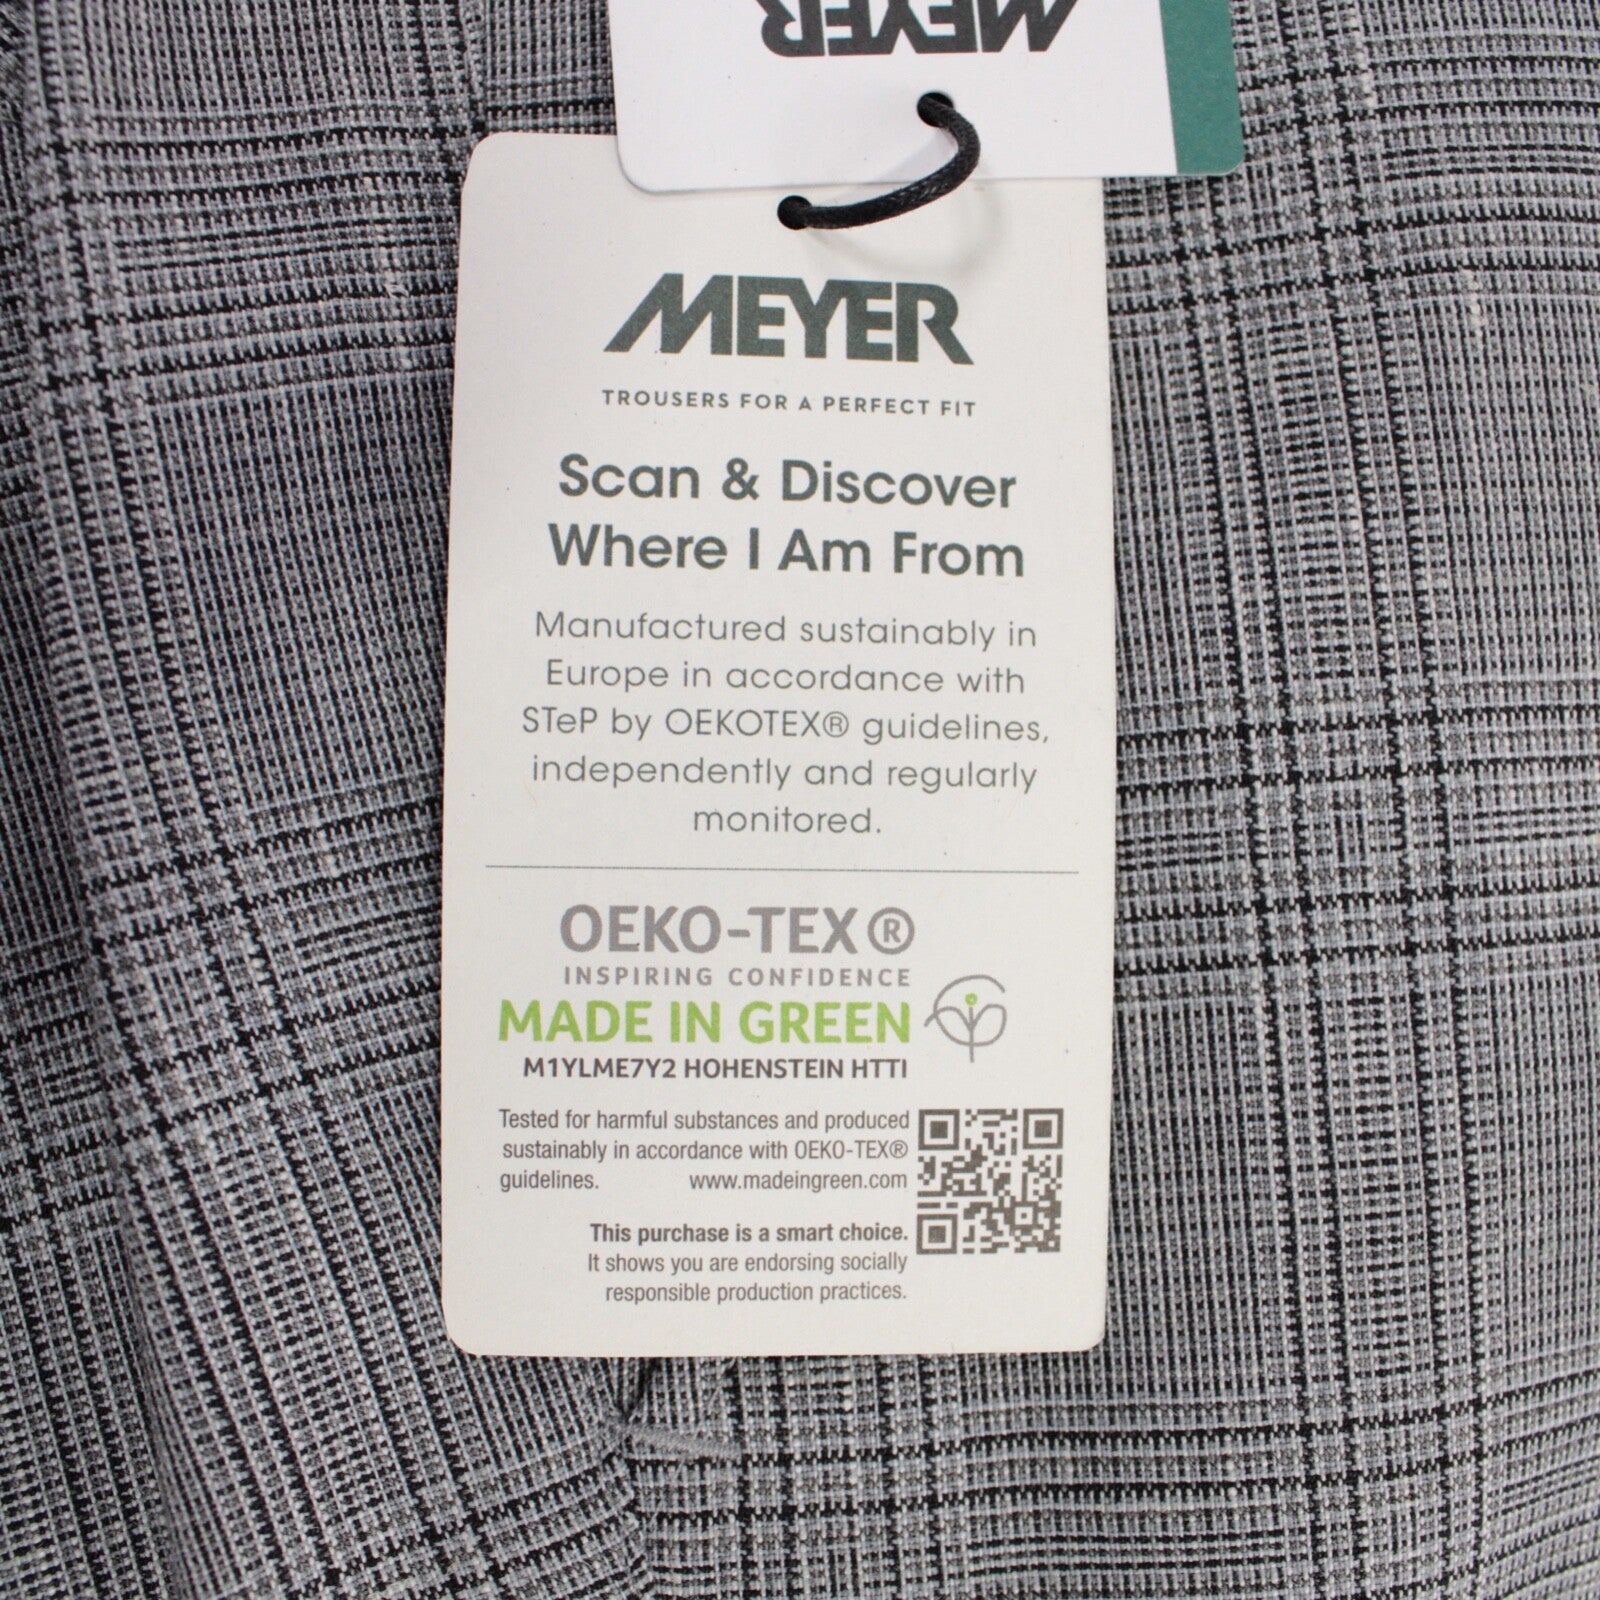 MEYER
MEYER
TROUSERS FOR A PERFECT FIT
Scan & Discover
Where I Am From
Manufactured sustainably in
Europe in accordance with
STeP by OEKOTEX® guidelines,
independently and regularly
monitored.
OEKO-TEX®
INSPIRING CONFIDENCE
MADE IN GREEN
M1YLME7Y2 HOHENSTEIN HTTI
Tested for harmful substances and produced
sustainably in accordance with OEKO-TEX®
guidelines. www.madeingreen.com
This purchase is a smart choice.
It shows you are endorsing socially
responsible production practices.